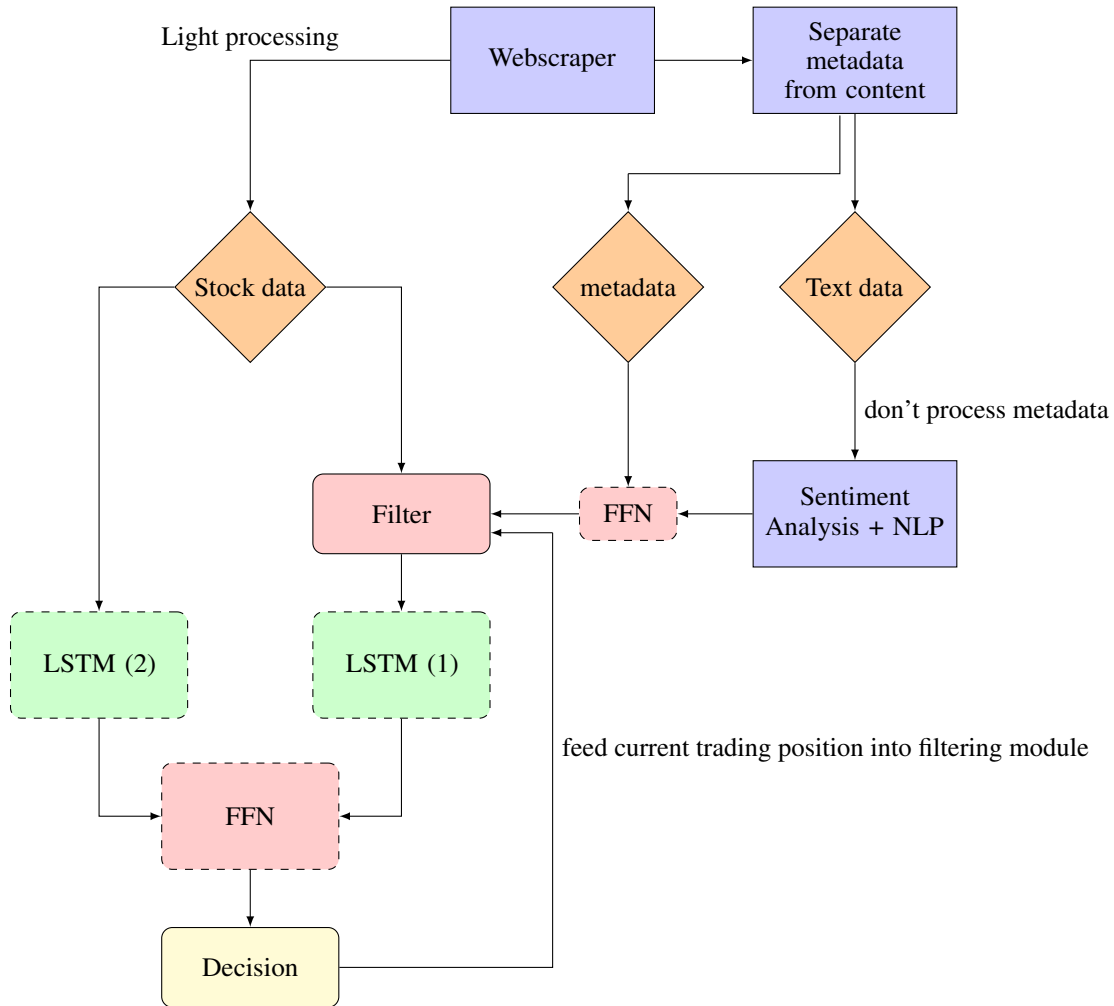 Light processing
Webscraper
Separate
metadata
from content
Stock data
metadata
Text data
don't process metadata
Filter
FFN
Sentiment
Analysis + NLP
LSTM (2)
LSTM (1)
feed current trading position into filtering module
FFN
Decision